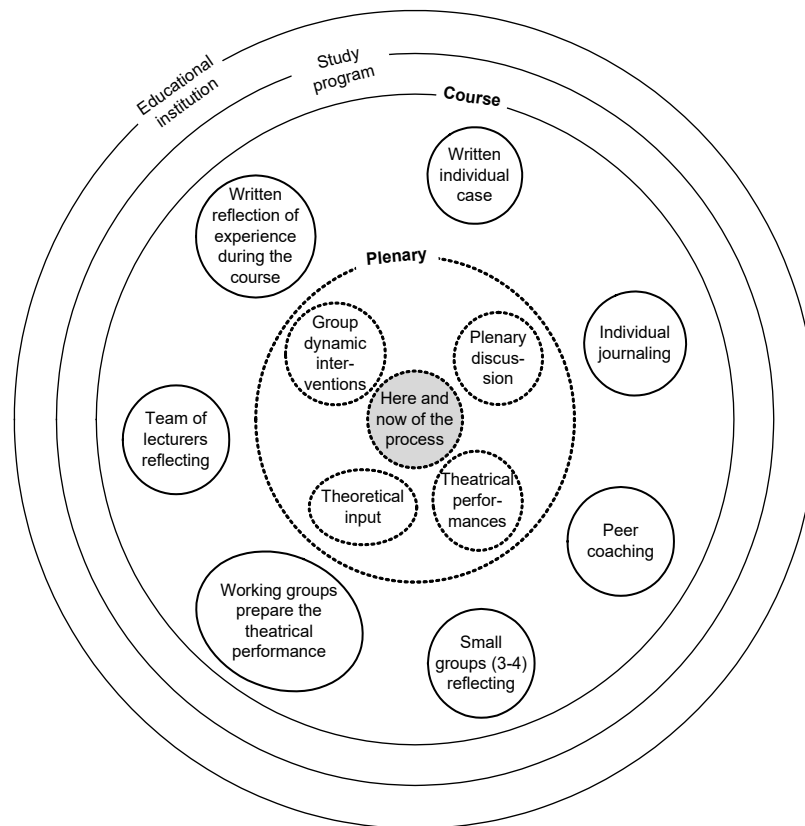 Educational
institution
Study
program
Course
Written
individual
case
Written
reflection of
experience
during the
course
Plenary
Group
dynamic
inter-
ventions
Plenary
discus-
sion
Individual
journaling
Here and
now of the
process
Team of
lecturers
reflecting
Theoretical
input
Theatrical
perfor-
mances
Peer
coaching
Working groups
prepare the
theatrical
performance
Small
groups (3-4)
reflecting